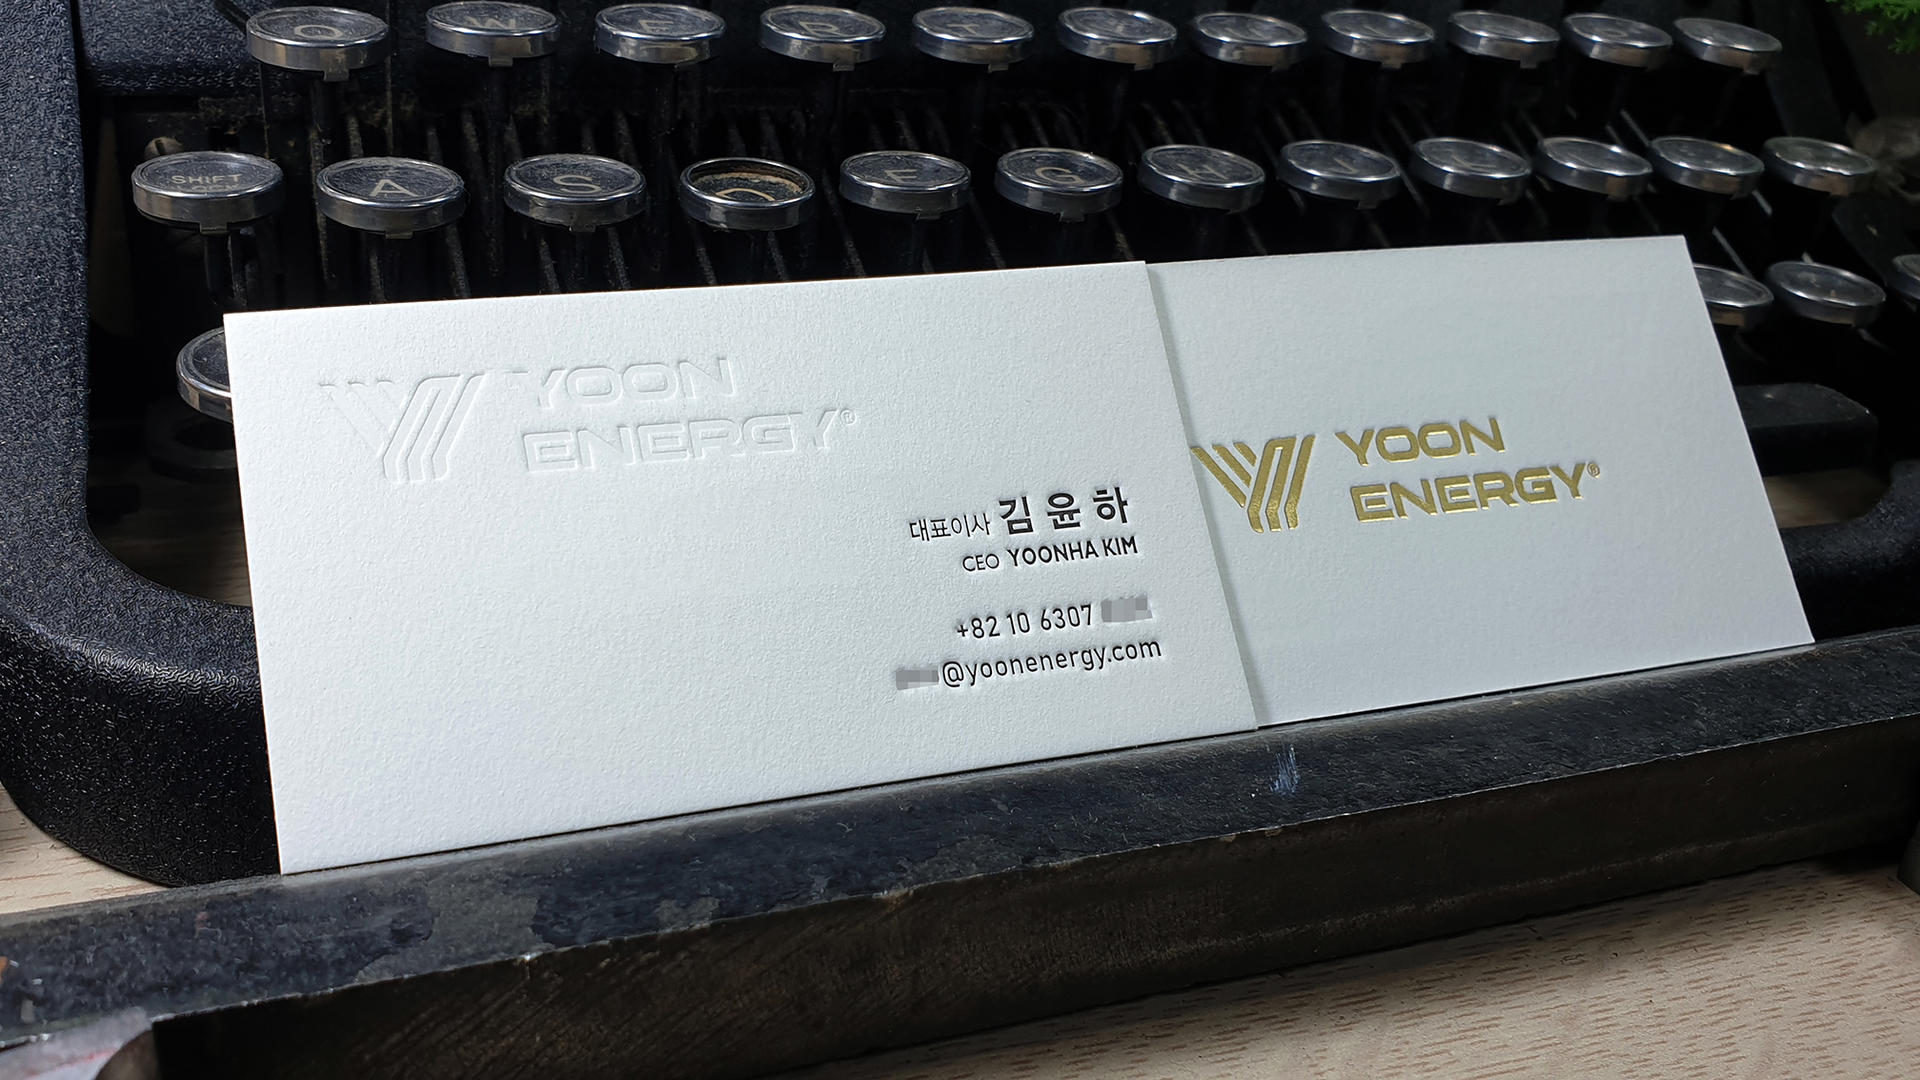 Q W E R T
SHIFT A S D F G H J K L
YOON
ENERGY®
대표이사 김윤하
CEO YOONHA KIM
+82 10 6307
@yoonenergy.com
YOON
ENERGY®